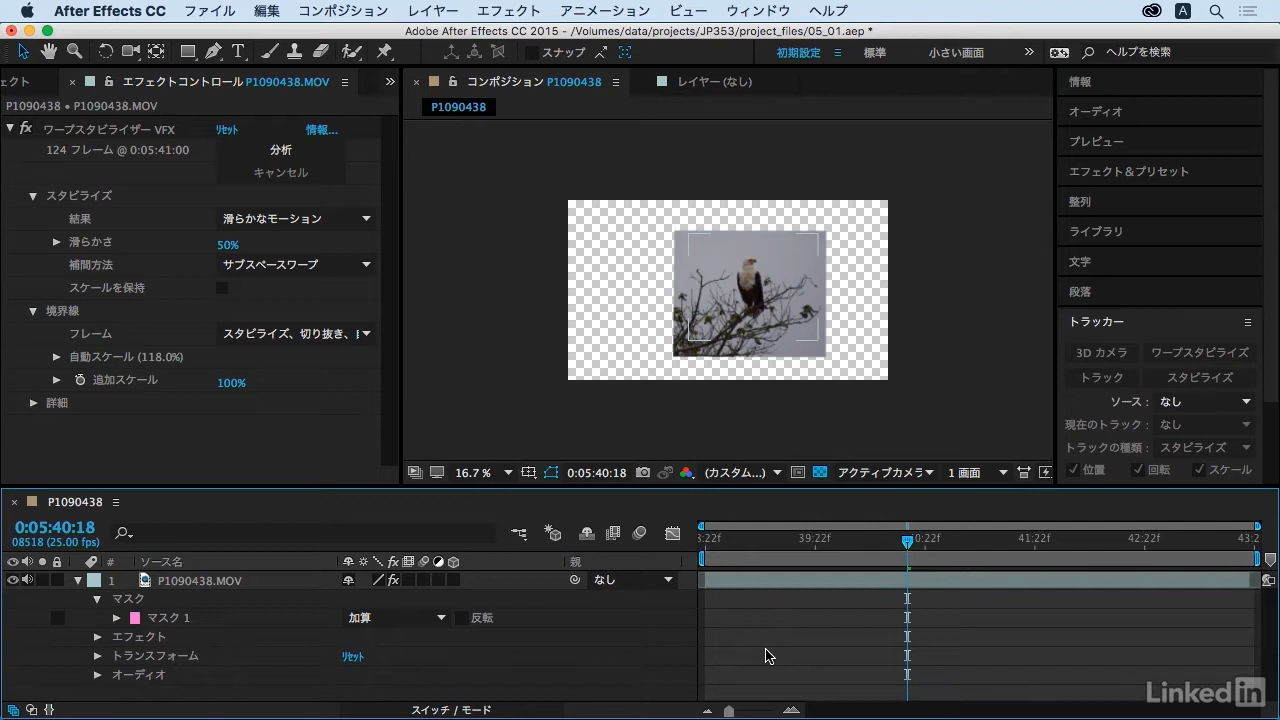 After Effects CC ファイル 編集 コンポジション レイヤー エフェクト アニメーション ビュー ウィンドウ ヘルプ
Adobe After Effects CC 2015 - /Volumes/data/projects/JP353/project_files/05_01.aep *
スナップ 初期設定 標準 小さい画面 ヘルプを検索
ェクト エフェクトコントロール P1090438.MOV
コンポジション P1090438 レイヤー (なし)
P1090438 • P1090438.MOV
P1090438
fx ワープスタビライザー VFX リセット 情報...
124 フレーム @ 0:05:41:00 分析
キャンセル
スタビライズ
結果 滑らかなモーション
滑らかさ 50%
補間方法 サブスペースワープ
スケールを保持
境界線
フレーム スタビライズ、切り抜き、
自動スケール (118.0%)
追加スケール 100%
詳細
16.7 % 0:05:40:18 (カスタム...) アクティブカメラ 1 画面
情報
オーディオ
プレビュー
エフェクト&プリセット
整列
ライブラリ
文字
段落
トラッカー
3D カメラ ワープスタビライズ
トラック スタビライズ
ソース : なし
現在のトラック : なし
トラックの種類 : スタビライズ
位置 回転 スケール
P1090438
0:05:40:18
08518 (25.00 fps)
38:22f 39:22f 40:22f 41:22f 42:22f 43:2
# ソース名 fx 親
1 P1090438.MOV fx なし
マスク
マスク 1 加算 反転
エフェクト
トランスフォーム リセット
オーディオ
スイッチ / モード
Linked in